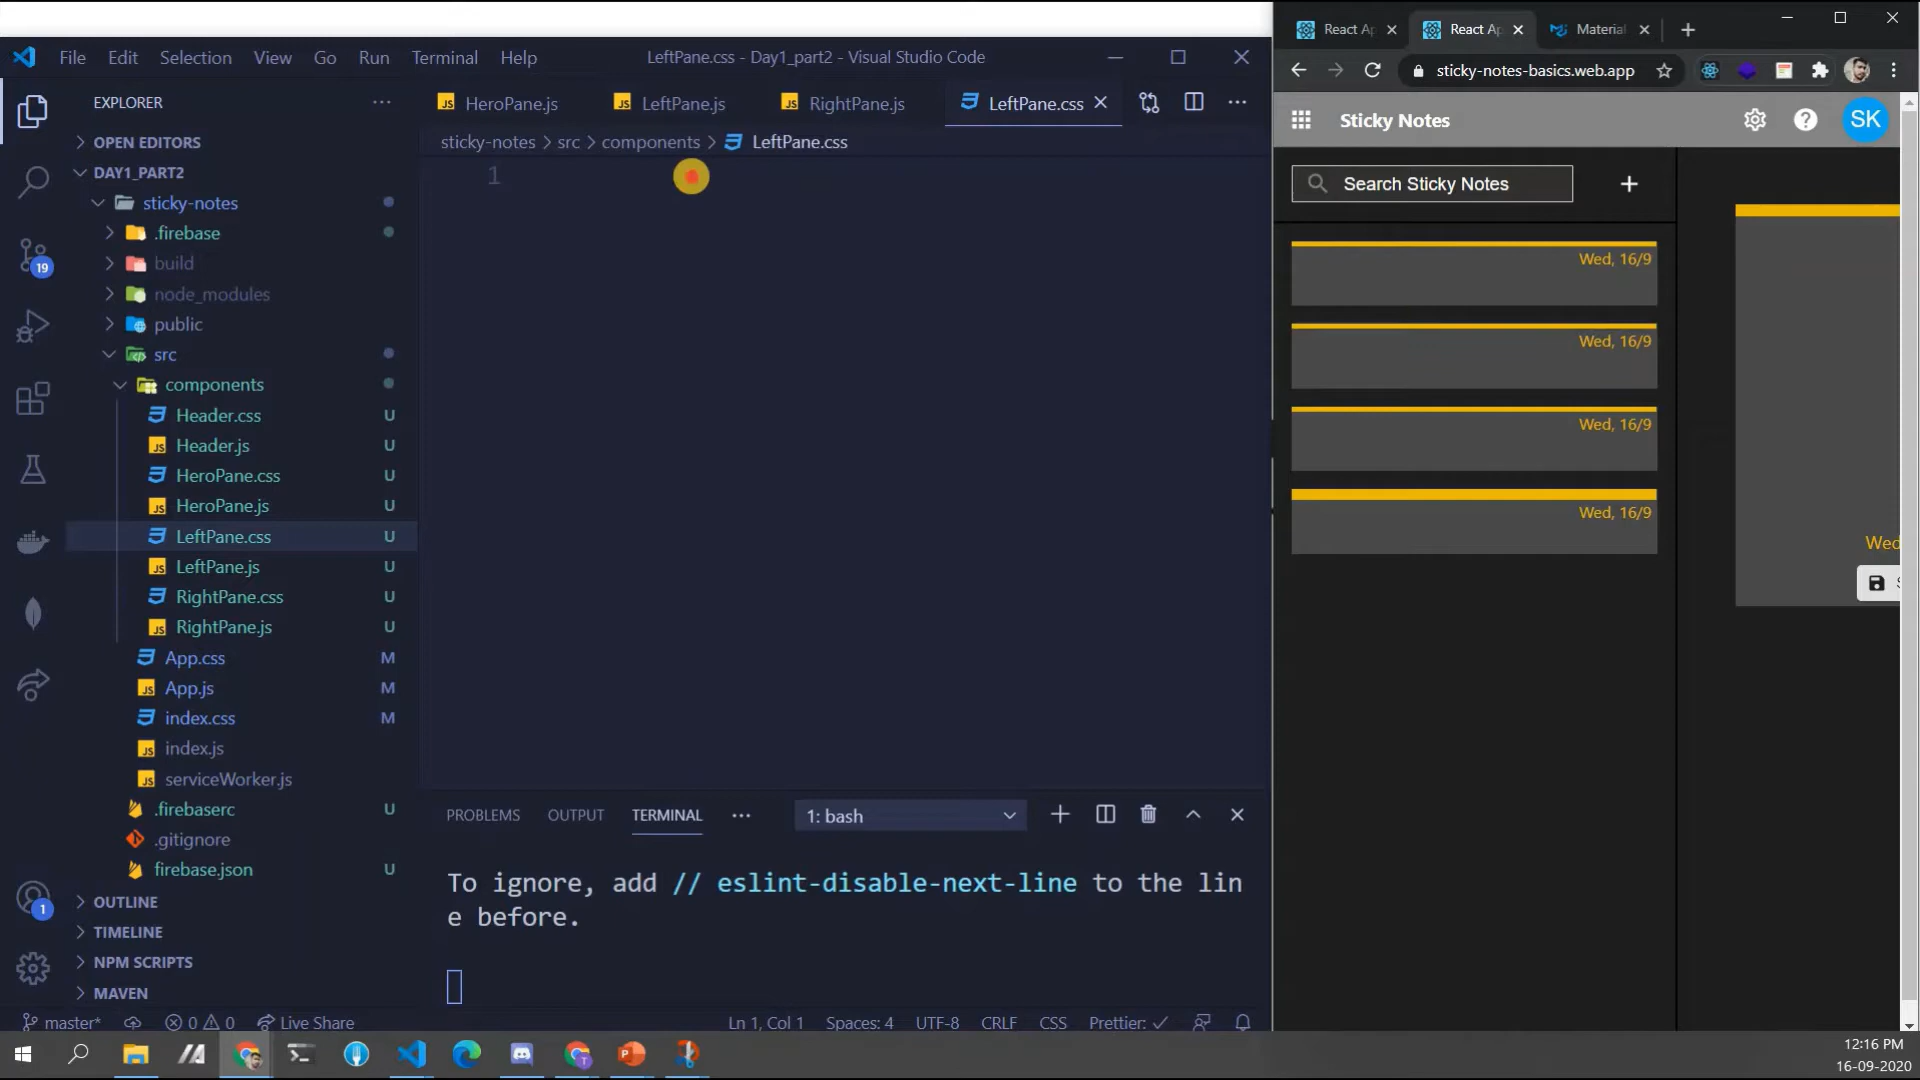 File Edit Selection View Go Run Terminal Help
LeftPane.css - Day1_part2 - Visual Studio Code
EXPLORER
OPEN EDITORS
DAY1_PART2
sticky-notes
.firebase
build
node_modules
public
src
components
Header.css U
Header.js U
HeroPane.css U
HeroPane.js U
LeftPane.css U
LeftPane.js U
RightPane.css U
RightPane.js U
App.css M
App.js M
index.css M
index.js
serviceWorker.js
.firebaserc U
.gitignore
firebase.json U
OUTLINE
TIMELINE
NPM SCRIPTS
MAVEN
19
1
HeroPane.js LeftPane.js RightPane.js LeftPane.css
sticky-notes > src > components > LeftPane.css
1
PROBLEMS OUTPUT TERMINAL
1: bash
To ignore, add // eslint-disable-next-line to the lin
e before.
master* 0 0 Live Share
Ln 1, Col 1 Spaces: 4 UTF-8 CRLF CSS Prettier: ✓
React Ap React Ap Material
sticky-notes-basics.web.app
Sticky Notes
SK
Search Sticky Notes
Wed, 16/9
Wed, 16/9
Wed, 16/9
Wed, 16/9
Wed
12:16 PM
16-09-2020